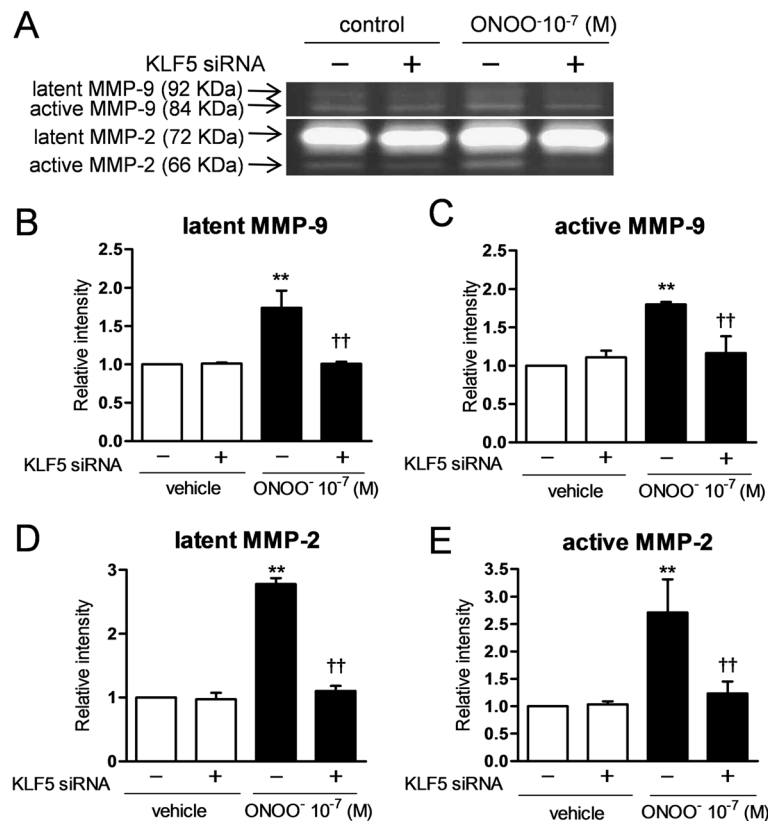 A
control ONOO⁻10⁻⁷ (M)
KLF5 siRNA − + − +
latent MMP-9 (92 KDa)
active MMP-9 (84 KDa)
latent MMP-2 (72 KDa)
active MMP-2 (66 KDa)
B
latent MMP-9
Relative intensity
2.5
2.0
1.5
1.0
0.5
0.0
**
††
KLF5 siRNA − + − +
vehicle ONOO⁻ 10⁻⁷ (M)
C
active MMP-9
Relative intensity
2.5
2.0
1.5
1.0
0.5
0.0
**
††
KLF5 siRNA − + − +
vehicle ONOO⁻ 10⁻⁷ (M)
D
latent MMP-2
Relative intensity
3
2
1
0
**
††
KLF5 siRNA − + − +
vehicle ONOO⁻ 10⁻⁷ (M)
E
active MMP-2
Relative intensity
3.5
3.0
2.5
2.0
1.5
1.0
0.5
0.0
**
††
KLF5 siRNA − + − +
vehicle ONOO⁻ 10⁻⁷ (M)